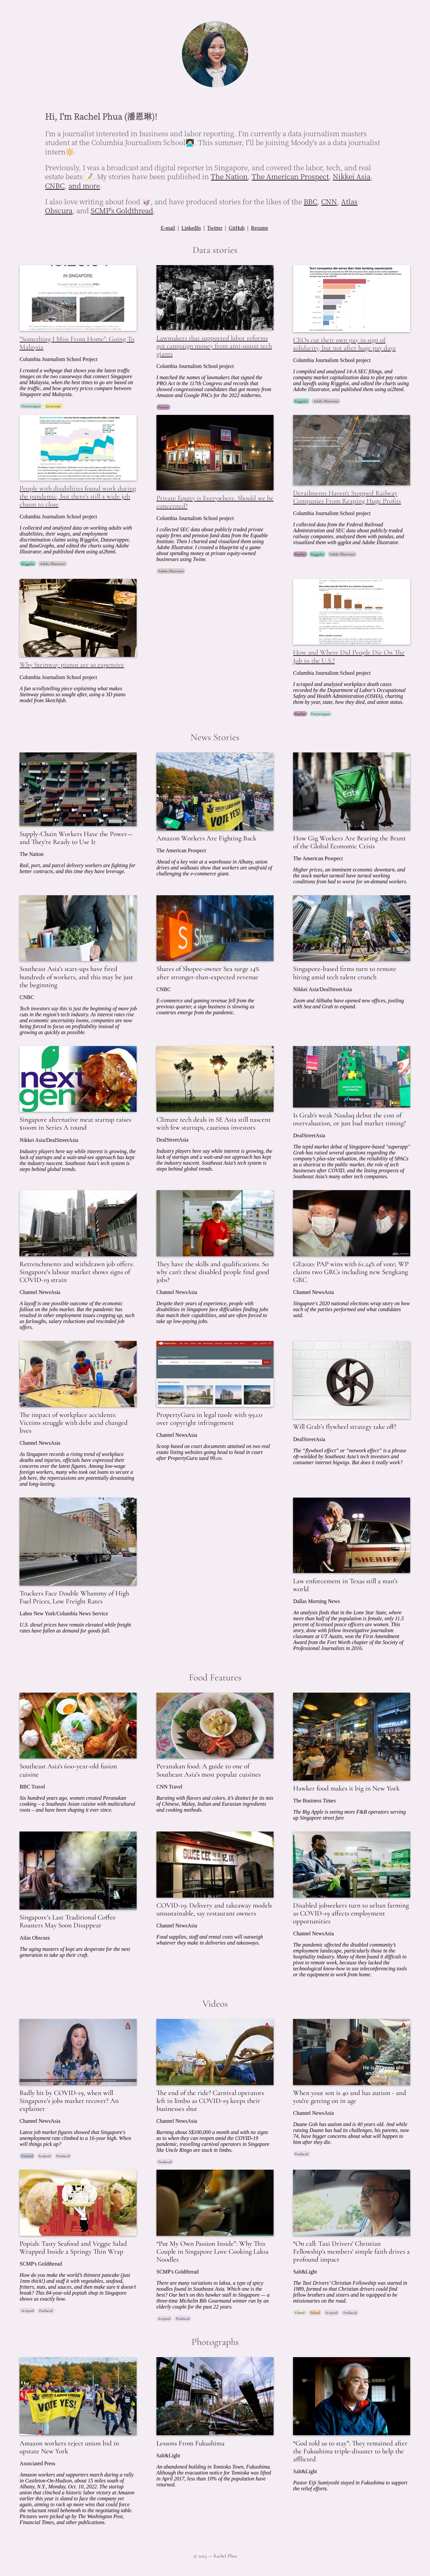 Hi, I'm Rachel Phua (潘恩琳)!
I'm a journalist interested in business and labor reporting. I'm currently a data journalism masters
student at the Columbia Journalism School👩🏻‍💻. This summer, I'll be joining Moody's as a data journalism
intern🔆.
Previously, I was a broadcast and digital reporter in Singapore, and covered the labor, tech, and real
estate beats 📝. My stories have been published in The Nation, The American Prospect, Nikkei Asia,
CNBC, and more.
I also love writing about food 🥡, and have produced stories for the likes of the BBC, CNN, Atlas
Obscura, and SCMP's Goldthread.
E-mail | LinkedIn | Twitter | GitHub | Resume
Data stories
IN SINGAPORE
"Something I Miss From Home": Going To
Malaysia
Columbia Journalism School Project
I created a webpage that shows you the latest traffic
images at the two causeways that connect Singapore
and Malaysia, when the best times to go are based on
the traffic, and how grocery prices compare between
Singapore and Malaysia.
Lawmakers that supported labor reforms
got campaign money from anti-union tech
giants
Columbia Journalism School project
I matched the names of lawmakers that signed the
PRO Act in the 117th Congress and records that
showed congressional candidates that got money from
Amazon and Google PACs for the 2022 midterms.
CEOs cut their own pay in sign of
solidarity, but not after huge pay days
Columbia Journalism School project
I compiled and analyzed 14-A SEC filings, and
company market capitalization data to get pay ratios
and layoffs using R/ggplot, and edited the charts using
Adobe Illustrator, and published them using ai2html.
People with disabilities found work during
the pandemic, but there's still a wide job
chasm to close
Columbia Journalism School project
I collected and analyzed data on working adults with
disabilities, their wages, and employment
discrimination claims using R/ggplot, Datawrapper,
and RawGraphs, edited the charts using Adobe
Illustrator, and published them using ai2html.
Private Equity is Everywhere. Should we be
concerned?
Columbia Journalism School project
I collected SEC data about publicly traded private
equity firms and pension fund data from the Equable
Institute. Then I charted and visualized them using
Adobe Illustrator. I created a blueprint of a game
about spending money at private equity-owned
businesses using Twine.
Derailments Haven't Stopped Railway
Companies From Reaping Huge Profits
Columbia Journalism School project
I collected data from the Federal Railroad
Administration and SEC data about publicly traded
railway companies, analyzed them with pandas, and
visualized them with ggplot and Adobe Illustrator.
Why Steinway pianos are so expensive
Columbia Journalism School project
A fun scrollytelling piece explaining what makes
Steinway pianos so sought after, using a 3D piano
model from Sketchfab.
How and Where Did People Die On The
Job in the U.S.?
Columbia Journalism School project
I scraped and analyzed workplace death cases
recorded by the Department of Labor's Occupational
Safety and Health Administration (OSHA), charting
them by year, state, how they died, and union status.
News Stories
Supply-Chain Workers Have the Power—
and They're Ready to Use It
The Nation
Rail, port, and parcel delivery workers are fighting for
better contracts, and this time they have leverage.
VOTE YES!
Amazon Workers Are Fighting Back
The American Prospect
Ahead of a key vote at a warehouse in Albany, union
drives and walkouts show that workers are unafraid of
challenging the e-commerce giant.
How Gig Workers Are Bearing the Brunt
of the Global Economic Crisis
The American Prospect
Higher prices, an imminent economic downturn, and
the stock market turmoil have turned working
conditions from bad to worse for on-demand workers.
Southeast Asia's start-ups have fired
hundreds of workers, and this may be just
the beginning
CNBC
Tech insiders say this is just the beginning of more job
cuts in the region's tech industry. As interest rates rise
and economic uncertainty looms, companies are now
being forced to focus on profitability instead of
growing as quickly as possible.
Shopee
Shares of Shopee-owner Sea surge 14%
after stronger-than-expected revenue
CNBC
E-commerce and gaming revenue fell from the
previous quarter, a sign business is slowing as
countries emerge from the pandemic.
Singapore-based firms turn to remote
hiring amid tech talent crunch
Nikkei Asia/DealStreetAsia
Zoom and Alibaba have opened new offices, jostling
with Sea and Grab to expand.
next
gen
Singapore alternative meat startup raises
$100m in Series A round
Nikkei Asia/DealStreetAsia
Industry players here say while interest is growing, the
lack of startups and a wait-and-see approach has kept
the industry nascent. Southeast Asia's tech system is
steps behind global trends.
Climate tech deals in SE Asia still nascent
with few startups, cautious investors
DealStreetAsia
Industry players here say while interest is growing, the
lack of startups and a wait-and-see approach has kept
the industry nascent. Southeast Asia's tech system is
steps behind global trends.
Is Grab's weak Nasdaq debut the cost of
overvaluation, or just bad market timing?
DealStreetAsia
The tepid market debut of Singapore-based "superapp"
Grab has raised several questions regarding the
company's plus-size valuation, the reliability of SPACs
as a shortcut to the public market, the role of tech
businesses after COVID, and the listing prospects of
Southeast Asia's many other tech companies.
Retrenchments and withdrawn job offers:
Singapore's labour market shows signs of
COVID-19 strain
Channel NewsAsia
A layoff is one possible outcome of the economic
fallout on the job market. But the pandemic has
resulted in other employment issues cropping up, such
as furloughs, salary reductions and rescinded job
offers.
They have the skills and qualifications. So
why can't these disabled people find good
jobs?
Channel NewsAsia
Despite their years of experience, people with
disabilities in Singapore face difficulties finding jobs
that match their capabilities, and are often forced to
take up low-paying jobs.
GE2020: PAP wins with 61.24% of vote; WP
claims two GRCs including new Sengkang
GRC
Channel NewsAsia
Singapore's 2020 national elections wrap story on how
each of the parties performed and what candidates
said.
The impact of workplace accidents:
Victims struggle with debt and changed
lives
Channel NewsAsia
As Singapore records a rising trend of workplace
deaths and injuries, officials have expressed their
concerns over the latest figures. Among low-wage
foreign workers, many who took out loans to secure a
job here, the repercussions are potentially devastating
and long-lasting.
PropertyGuru in legal tussle with 99.co
over copyright infringement
Channel NewsAsia
Scoop based on court documents attained on two real
estate listing websites going head to head in court
after PropertyGuru sued 99.co.
Will Grab's flywheel strategy take off?
DealStreetAsia
The "flywheel effect" or "network effect" is a phrase
oft-wielded by Southeast Asia's tech investors and
consumer internet bigwigs. But does it really work?
Truckers Face Double Whammy of High
Fuel Prices, Low Freight Rates
Labor New York/Columbia News Service
U.S. diesel prices have remain elevated while freight
rates have fallen as demand for goods fall.
SHERIFF
Law enforcement in Texas still a man's
world
Dallas Morning News
An analysis finds that in the Lone Star State, where
more than half of the population is female, only 11.5
percent of licensed peace officers are women. This
story, done with fellow investigative journalism
classmate at UT Austin, won the First Amendment
Award from the Fort Worth chapter of the Society of
Professional Journalists in 2016.
Food Features
Southeast Asia's 600-year-old fusion
cuisine
BBC Travel
Six hundred years ago, women created Peranakan
cooking – a Southeast Asian cuisine with multicultural
roots – and have been shaping it ever since.
Peranakan food: A guide to one of
Southeast Asia's most popular cuisines
CNN Travel
Bursting with flavors and colors, it's distinct for its mix
of Chinese, Malay, Indian and Eurasian ingredients
and cooking methods.
Hawker food makes it big in New York
The Business Times
The Big Apple is seeing more F&B operators serving
up Singapore street fare
Singapore's Last Traditional Coffee
Roasters May Soon Disappear
Atlas Obscura
The aging masters of kopi are desperate for the next
generation to take up their craft.
COVID-19: Delivery and takeaway models
unsustainable, say restaurant owners
Channel NewsAsia
Food supplies, staff and rental costs will outweigh
whatever they make in deliveries and takeaways.
Disabled jobseekers turn to urban farming
as COVID-19 affects employment
opportunities
Channel NewsAsia
The pandemic affected the disabled community's
employment landscape, particularly those in the
hospitality industry. Many of them found it difficult to
pivot to remote work, because they lacked the
technological know-how to use teleconferencing tools
or the equipment to work from home.
Videos
Badly hit by COVID-19, when will
Singapore's jobs market recover? An
explainer
Channel NewsAsia
Latest job market figures showed that Singapore's
unemployment rate climbed to a 16-year high. When
will things pick up?
The end of the ride? Carnival operators
left in limbo as COVID-19 keeps their
businesses shut
Channel NewsAsia
Burning about S$100,000 a month and with no signs
as to when they can reopen amid the COVID-19
pandemic, traveling carnival operators in Singapore
like Uncle Ringo are stuck in limbo.
Produced
When your son is 40 and has autism - and
you're getting on in age
Channel NewsAsia
Duane Goh has autism and is 40 years old. And while
raising Duane has had its challenges, his parents, now
74, have bigger concerns about what will happen to
him after they die.
Produced
Popiah: Tasty Seafood and Veggie Salad
Wrapped Inside a Springy Thin Wrap
SCMP's Goldthread
How do you make the world's thinnest pancake (just
1mm thick!) and stuff it with vegetables, seafood,
fritters, nuts, and sauces, and then make sure it doesn't
break? This 84-year-old popiah shop in Singapore
shows us exactly how.
Scripted Produced
"Put My Own Passion Inside": Why This
Couple in Singapore Love Cooking Laksa
Noodles
SCMP's Goldthread
There are many variations to laksa, a type of spicy
noodles found in Southeast Asia. Which one is the
best? Our bet's on this hawker stall in Singapore — a
three-time Michelin Bib Gourmand winner run by an
elderly couple for the past 22 years.
Scripted Produced
"On call: Taxi Drivers' Christian
Fellowship's members' simple faith drives a
profound impact
Salt&Light
The Taxi Drivers' Christian Fellowship was started in
1989, formed so that Christian drivers could find
fellow brothers and sisters and be equipped to be
missionaries on the road.
Filmed Edited Scripted Produced
Photographs
VOTE YES!
Amazon workers reject union bid in
upstate New York
Associated Press
Amazon workers and supporters march during a rally
in Castleton-On-Hudson, about 15 miles south of
Albany, N.Y., Monday, Oct. 10, 2022. The startup
union that clinched a historic labor victory at Amazon
earlier this year is slated to face the company yet
again, aiming to rack up more wins that could force
the reluctant retail behemoth to the negotiating table.
Pictures were picked up by The Washington Post,
Financial Times, and other publications.
Lessons From Fukushima
Salt&Light
An abandoned building in Tomioka Town, Fukushima.
Although the evacuation notice for Tomioka was lifted
in April 2017, less than 10% of the population have
returned.
"God told us to stay": They remained after
the Fukushima triple-disaster to help the
afflicted
Salt&Light
Pastor Eiji Sumiyoshi stayed in Fukushima to support
the relief efforts.
© 2023 — Rachel Phua